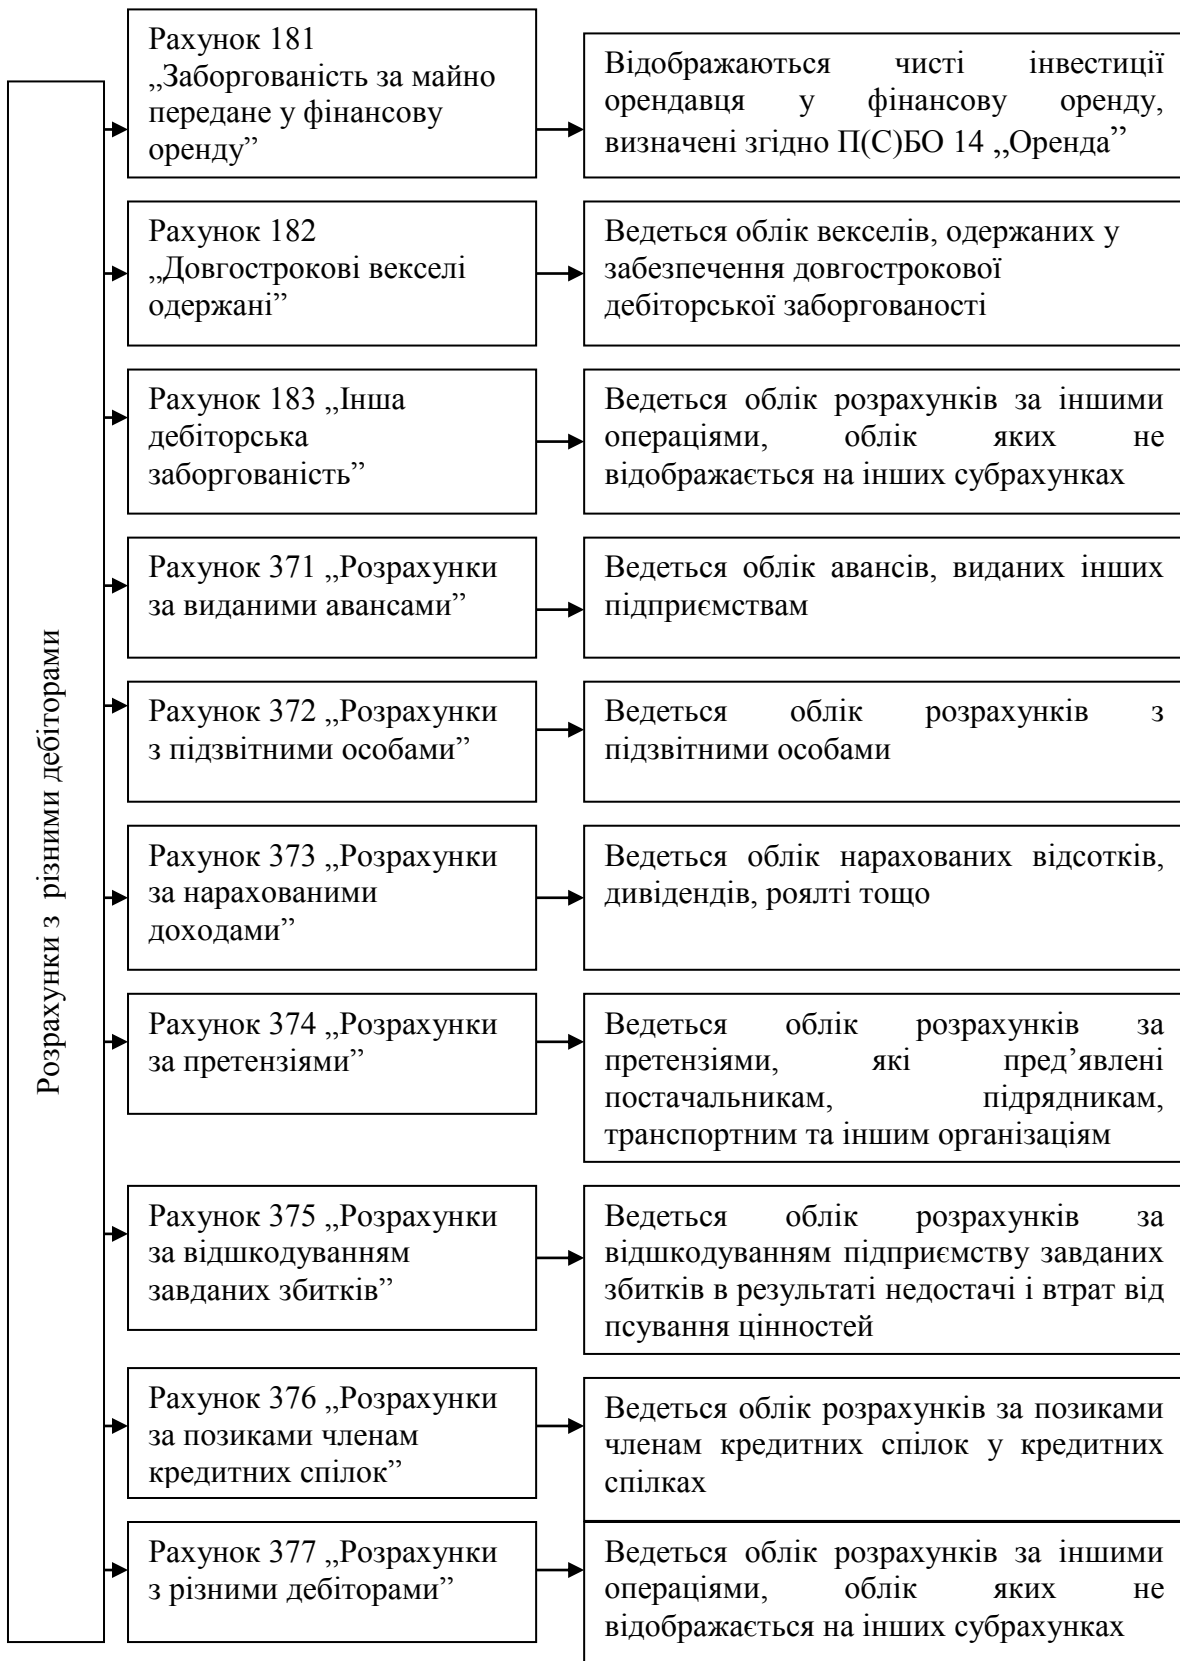 Розрахунки з різними дебіторами
Рахунок 181
„Заборгованість за майно
передане у фінансову
оренду”
Відображаються чисті інвестиції
орендавця у фінансову оренду,
визначені згідно П(С)БО 14 „Оренда”
Рахунок 182
„Довгострокові векселі
одержані”
Ведеться облік векселів, одержаних у
забезпечення довгострокової
дебіторської заборгованості
Рахунок 183 „Інша
дебіторська
заборгованість”
Ведеться облік розрахунків за іншими
операціями, облік яких не
відображається на інших субрахунках
Рахунок 371 „Розрахунки
за виданими авансами”
Ведеться облік авансів, виданих інших
підприємствам
Рахунок 372 „Розрахунки
з підзвітними особами”
Ведеться облік розрахунків з
підзвітними особами
Рахунок 373 „Розрахунки
за нарахованими
доходами”
Ведеться облік нарахованих відсотків,
дивідендів, роялті тощо
Рахунок 374 „Розрахунки
за претензіями”
Ведеться облік розрахунків за
претензіями, які пред’явлені
постачальникам, підрядникам,
транспортним та іншим організаціям
Рахунок 375 „Розрахунки
за відшкодуванням
завданих збитків”
Ведеться облік розрахунків за
відшкодуванням підприємству завданих
збитків в результаті недостачі і втрат від
псування цінностей
Рахунок 376 „Розрахунки
за позиками членам
кредитних спілок”
Ведеться облік розрахунків за позиками
членам кредитних спілок у кредитних
спілках
Рахунок 377 „Розрахунки
з різними дебіторами”
Ведеться облік розрахунків за іншими
операціями, облік яких не
відображається на інших субрахунках